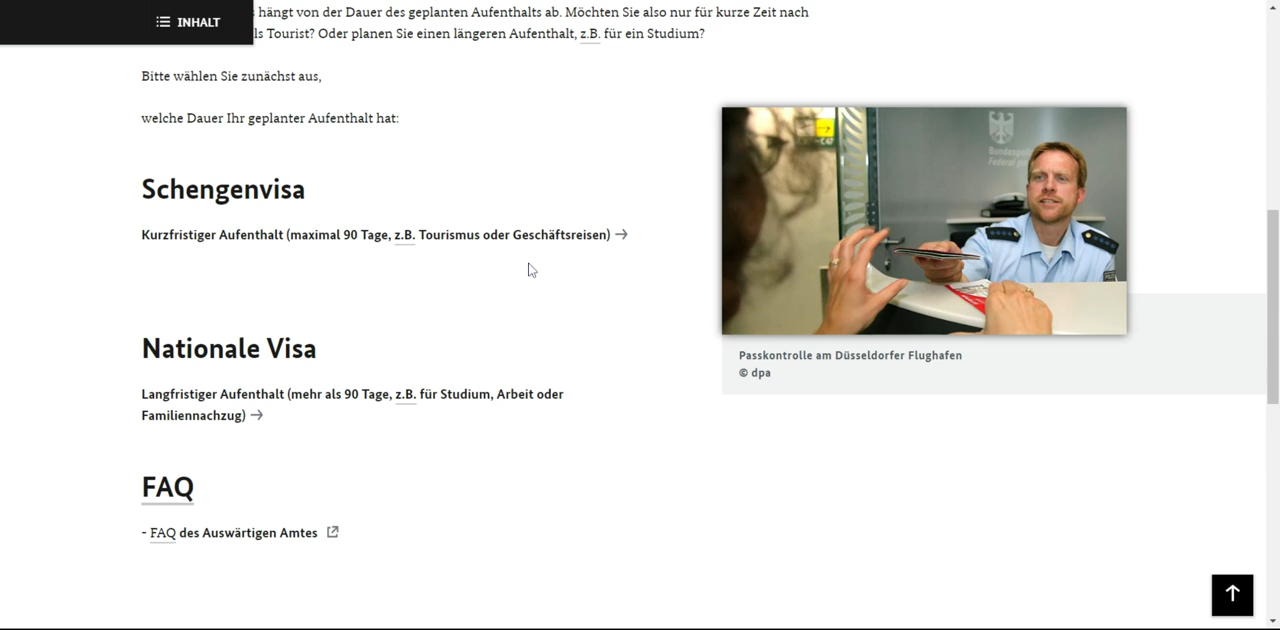 INHALT
hängt von der Dauer des geplanten Aufenthalts ab. Möchten Sie also nur für kurze Zeit nach
ls Tourist? Oder planen Sie einen längeren Aufenthalt, z.B. für ein Studium?
Bitte wählen Sie zunächst aus,
welche Dauer Ihr geplanter Aufenthalt hat:
Schengenvisa
Kurzfristiger Aufenthalt (maximal 90 Tage, z.B. Tourismus oder Geschäftsreisen) →
Nationale Visa
Langfristiger Aufenthalt (mehr als 90 Tage, z.B. für Studium, Arbeit oder
Familiennachzug) →
FAQ
- FAQ des Auswärtigen Amtes
Bundespoli
Federal po
Passkontrolle am Düsseldorfer Flughafen
© dpa